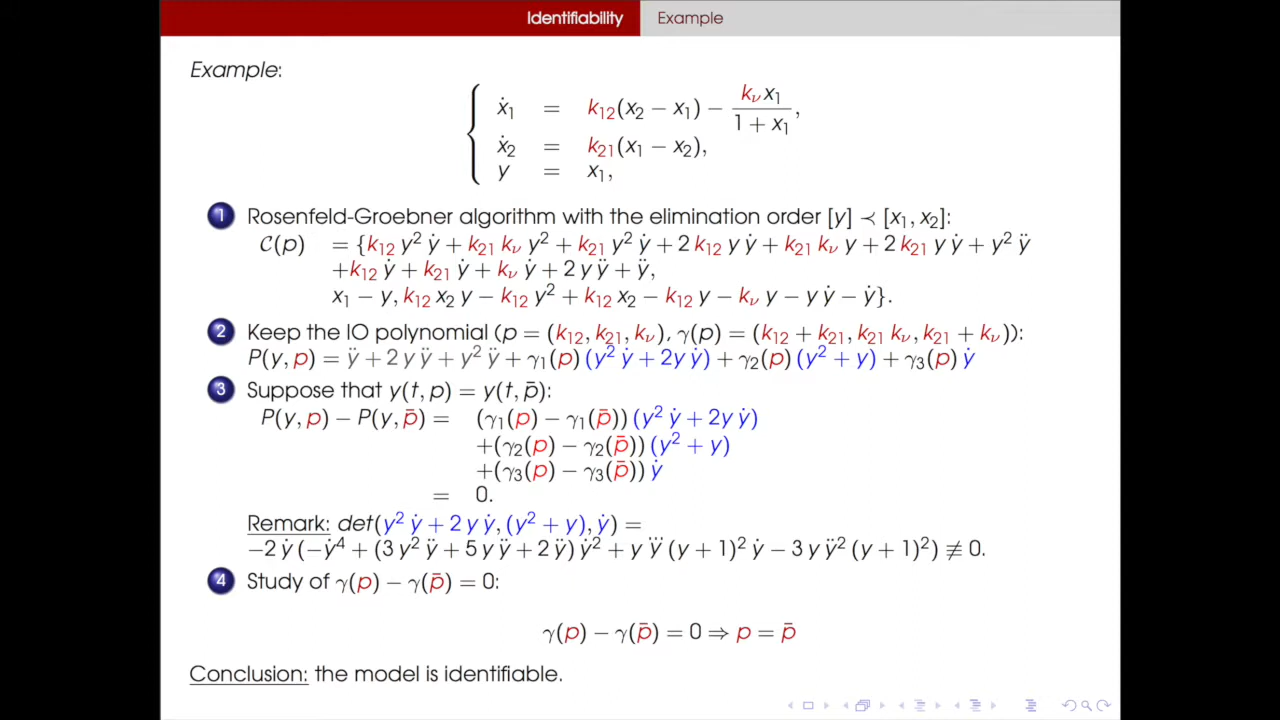 Identifiability Example
Example:
ẋ₁ = k₁₂(x₂ − x₁) − k_ν x₁ / (1 + x₁),
ẋ₂ = k₂₁(x₁ − x₂),
y = x₁,
1 Rosenfeld-Groebner algorithm with the elimination order [y] ≺ [x₁, x₂]:
C(p) = {k₁₂ y² ẏ + k₂₁ k_ν y² + k₂₁ y² ẏ + 2 k₁₂ y ẏ + k₂₁ k_ν y + 2 k₂₁ y ẏ + y² ÿ
+k₁₂ ẏ + k₂₁ ẏ + k_ν ẏ + 2 y ÿ + ÿ,
x₁ − y, k₁₂ x₂ y − k₁₂ y² + k₁₂ x₂ − k₁₂ y − k_ν y − y ẏ − ẏ}.
2 Keep the IO polynomial (p = (k₁₂, k₂₁, k_ν), γ(p) = (k₁₂ + k₂₁, k₂₁ k_ν, k₂₁ + k_ν)):
P(y, p) = ÿ + 2 y ÿ + y² ÿ + γ₁(p) (y² ẏ + 2y ẏ) + γ₂(p) (y² + y) + γ₃(p) ẏ
3 Suppose that y(t, p) = y(t, p̄):
P(y, p) − P(y, p̄) = (γ₁(p) − γ₁(p̄)) (y² ẏ + 2y ẏ)
+(γ₂(p) − γ₂(p̄)) (y² + y)
+(γ₃(p) − γ₃(p̄)) ẏ
= 0.
Remark: det(y² ẏ + 2 y ẏ, (y² + y), ẏ) =
−2 ẏ (−ẏ⁴ + (3 y² ÿ + 5 y ÿ + 2 ÿ) ẏ² + y y⃛ (y + 1)² ẏ − 3 y ÿ² (y + 1)²) ≢ 0.
4 Study of γ(p) − γ(p̄) = 0:
γ(p) − γ(p̄) = 0 ⇒ p = p̄
Conclusion: the model is identifiable.